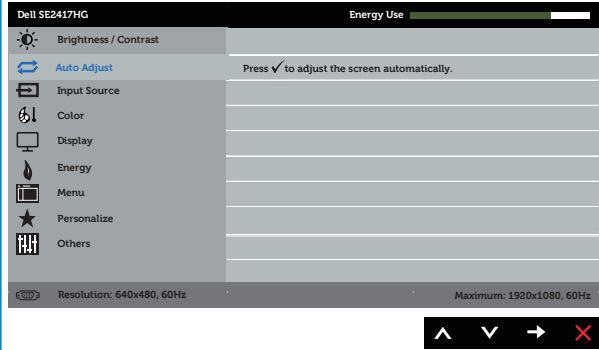 Dell SE2417HG Energy Use
Brightness / Contrast
Auto Adjust Press ✓ to adjust the screen automatically.
Input Source
Color
Display
Energy
Menu
Personalize
Others
Resolution: 640x480, 60Hz Maximum: 1920x1080, 60Hz